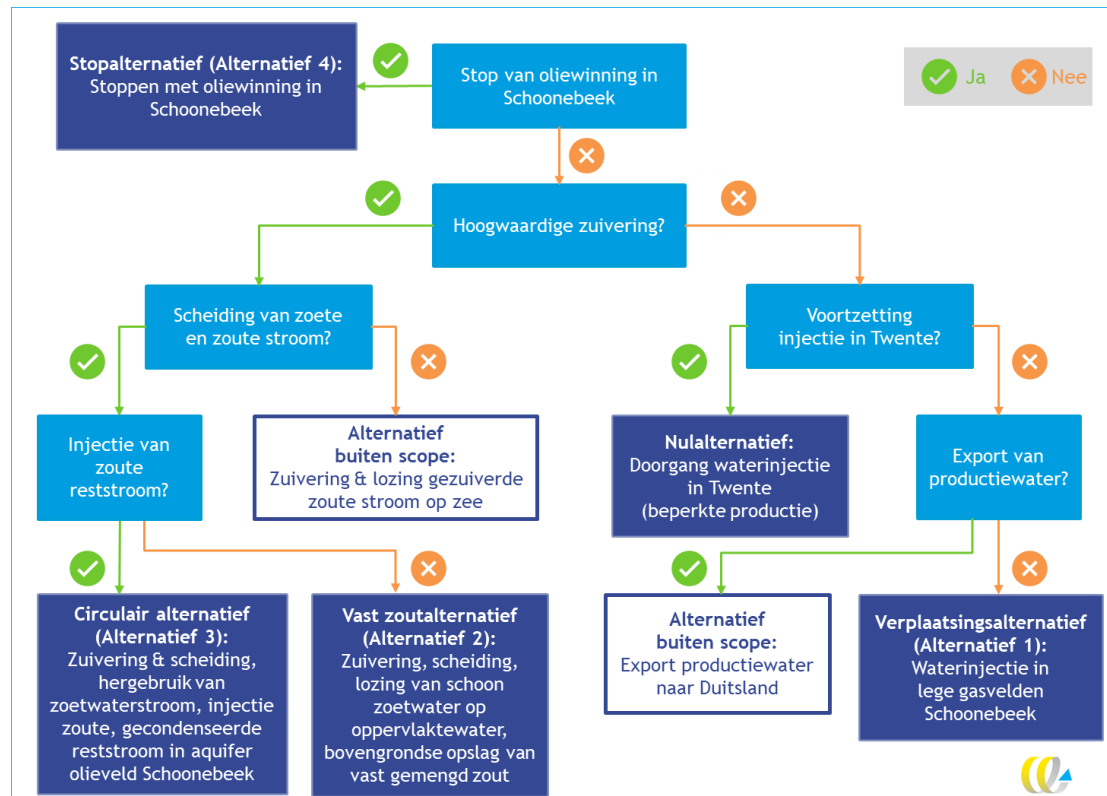 Stopalternatief (Alternatief 4):
Stoppen met oliewinning in
Schoonebeek
Stop van oliewinning in
Schoonebeek
Ja
Nee
Hoogwaardige zuivering?
Scheiding van zoete
en zoute stroom?
Voortzetting
injectie in Twente?
Injectie van
zoute
reststroom?
Alternatief
buiten scope:
Zuivering & lozing gezuiverde
zoute stroom op zee
Nulalternatief:
Doorgang waterinjectie
in Twente
(beperkte productie)
Export van
productiewater?
Circulair alternatief
(Alternatief 3):
Zuivering & scheiding,
hergebruik van
zoetwaterstroom, injectie
zoute, gecondenseerde
reststroom in aquifer
olieveld Schoonebeek
Vast zoutalternatief
(Alternatief 2):
Zuivering, scheiding,
lozing van schoon
zoetwater op
oppervlaktewater,
bovengrondse opslag van
vast gemengd zout
Alternatief
buiten scope:
Export productiewater
naar Duitsland
Verplaatsingsalternatief
(Alternatief 1):
Waterinjectie in
lege gasvelden
Schoonebeek